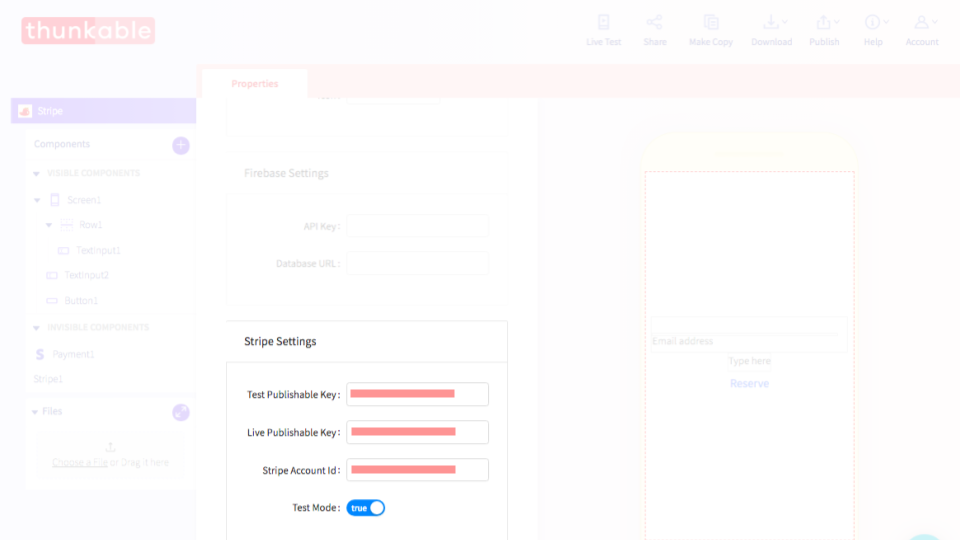 thunkable
Live Test
Share
Make Copy
Download
Publish
Help
Account
Properties
Stripe
Components
VISIBLE COMPONENTS
Screen1
Row1
TextInput1
TextInput2
Button1
INVISIBLE COMPONENTS
Payment1
Stripe1
Files
Choose a File or Drag it here
Firebase Settings
API Key:
Database URL:
Stripe Settings
Test Publishable Key:
Live Publishable Key:
Stripe Account Id:
Test Mode: true
Email address
Type here
Reserve